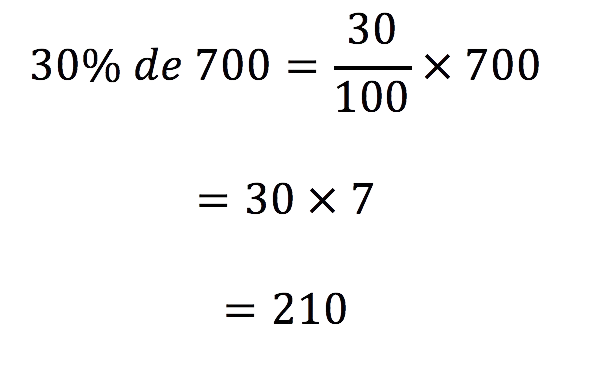 30% de 700 = 30/100 × 700
= 30 × 7
= 210